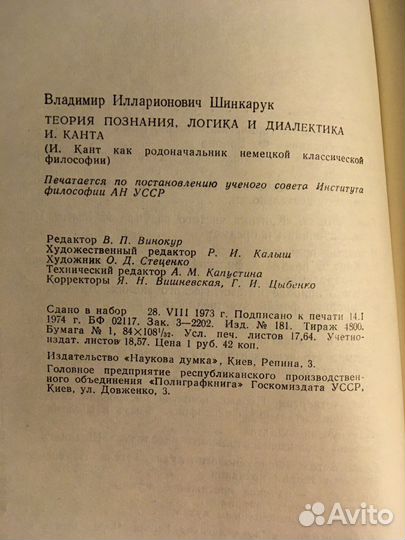 Владимир Илларионович Шинкарук
ТЕОРИЯ ПОЗНАНИЯ, ЛОГИКА И ДИАЛЕКТИКА
И. КАНТА
(И. Кант как родоначальник немецкой классической
философии)
Печатается по постановлению ученого совета Института
философии АН УССР
Редактор В. П. Винокур
Художественный редактор Р. И. Калыш
Художник О. Д. Стеценко
Технический редактор А. М. Капустина
Корректоры Я. Н. Вишневская, Г. И. Цыбенко
Сдано в набор 28. VIII 1973 г. Подписано к печати 14.I
1974 г. БФ 02117. Зак. 3—2202. Изд. № 181. Тираж 4800.
Бумага № 1, 84×108¹/₃₂. Усл. печ. листов 17,64. Учетно-
издат. листов 18,57. Цена 1 руб. 42 коп.
Издательство «Наукова думка», Киев, Репина, 3.
Головное предприятие республиканского производствен-
ного объединения «Полиграфкнига» Госкомиздата УССР,
Киев, ул. Довженко, 3.
Avito